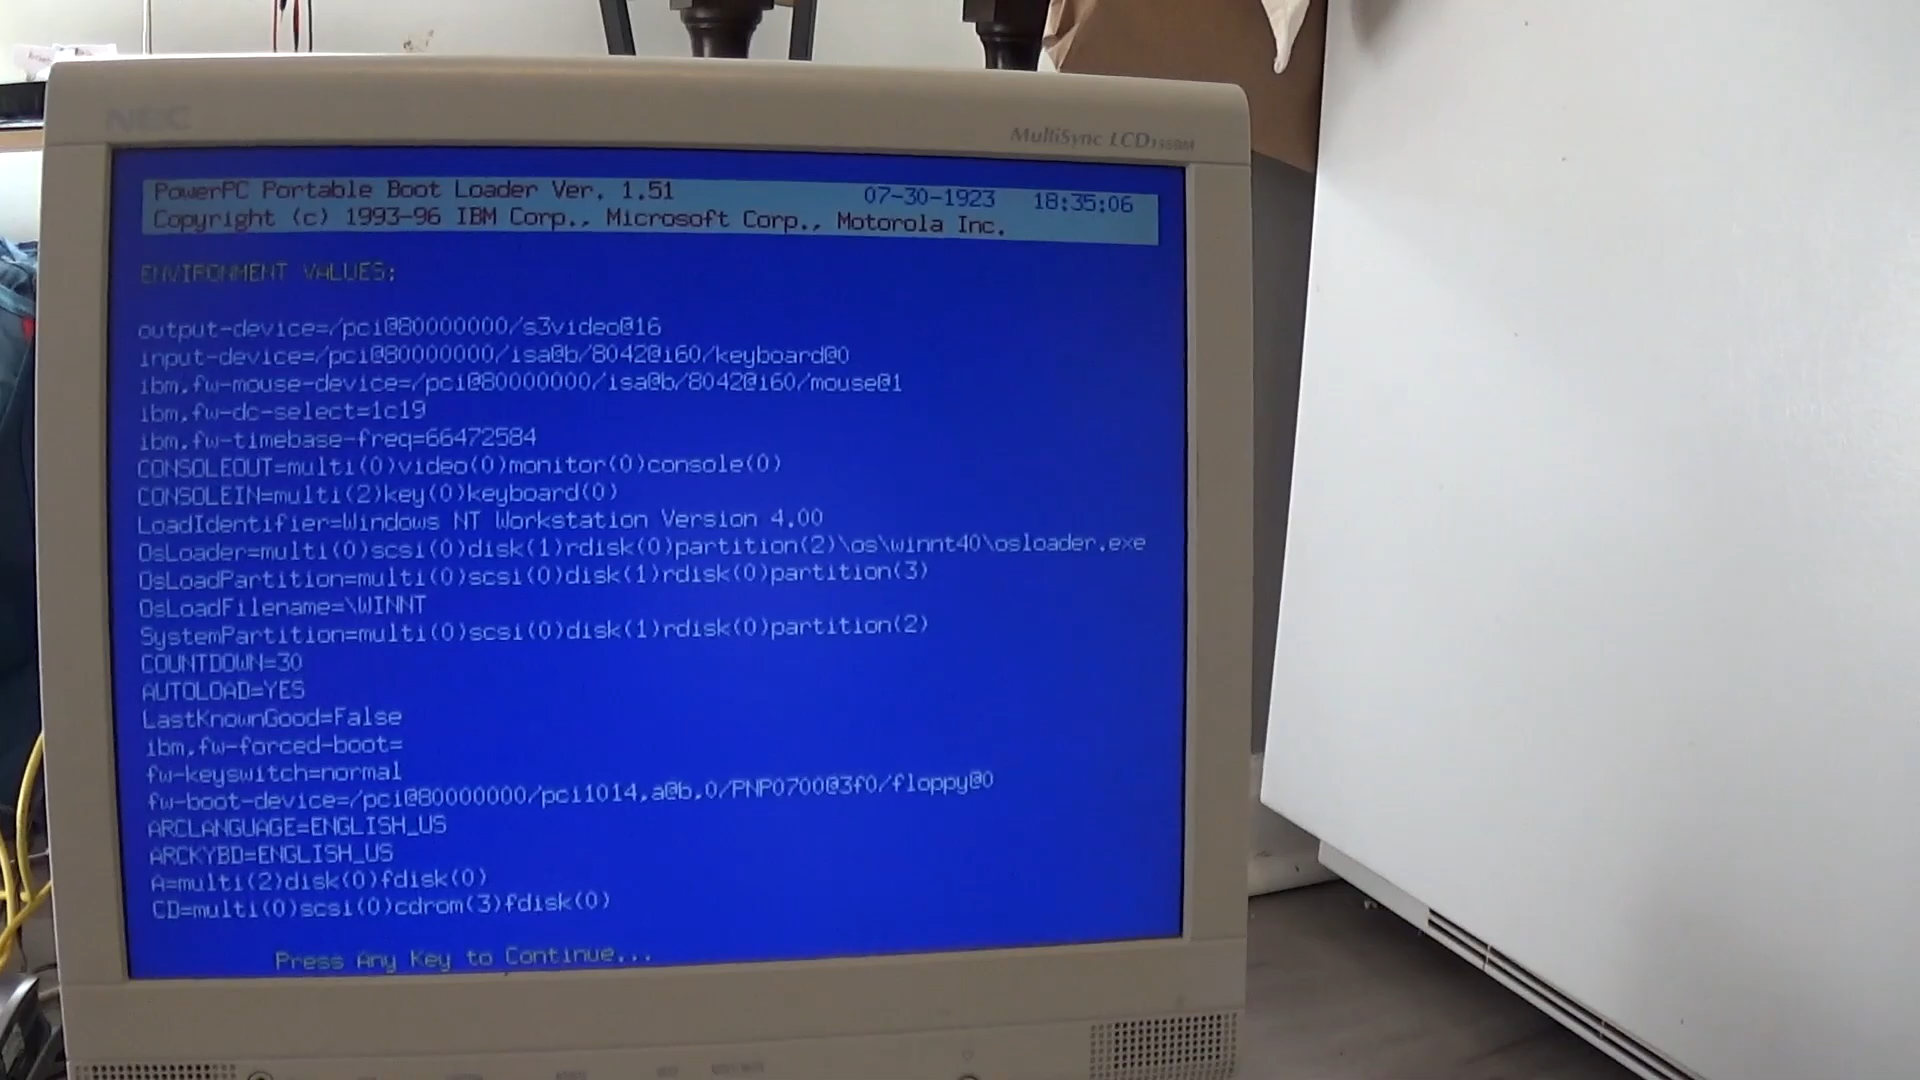 NEC
MultiSync LCD1550M
PowerPC Portable Boot Loader Ver. 1.51 07-30-1923 18:35:06
Copyright (c) 1993-96 IBM Corp., Microsoft Corp., Motorola Inc.
ENVIRONMENT VALUES:
output-device=/pci@80000000/s3video@16
input-device=/pci@80000000/isa@b/8042@i60/keyboard@0
ibm,fw-mouse-device=/pci@80000000/isa@b/8042@i60/mouse@1
ibm,fw-dc-select=1c19
ibm,fw-timebase-freq=66472584
CONSOLEOUT=multi(0)video(0)monitor(0)console(0)
CONSOLEIN=multi(2)key(0)keyboard(0)
LoadIdentifier=Windows NT Workstation Version 4.00
OsLoader=multi(0)scsi(0)disk(1)rdisk(0)partition(2)\os\winnt40\osloader.exe
OsLoadPartition=multi(0)scsi(0)disk(1)rdisk(0)partition(3)
OsLoadFilename=\WINNT
SystemPartition=multi(0)scsi(0)disk(1)rdisk(0)partition(2)
COUNTDOWN=30
AUTOLOAD=YES
LastKnownGood=False
ibm,fw-forced-boot=
fw-keyswitch=normal
fw-boot-device=/pci@80000000/pci1014,a@b,0/PNP0700@3f0/floppy@0
ARCLANGUAGE=ENGLISH_US
ARCKYBD=ENGLISH_US
A=multi(2)disk(0)fdisk(0)
CD=multi(0)scsi(0)cdrom(3)fdisk(0)
Press Any Key to Continue...